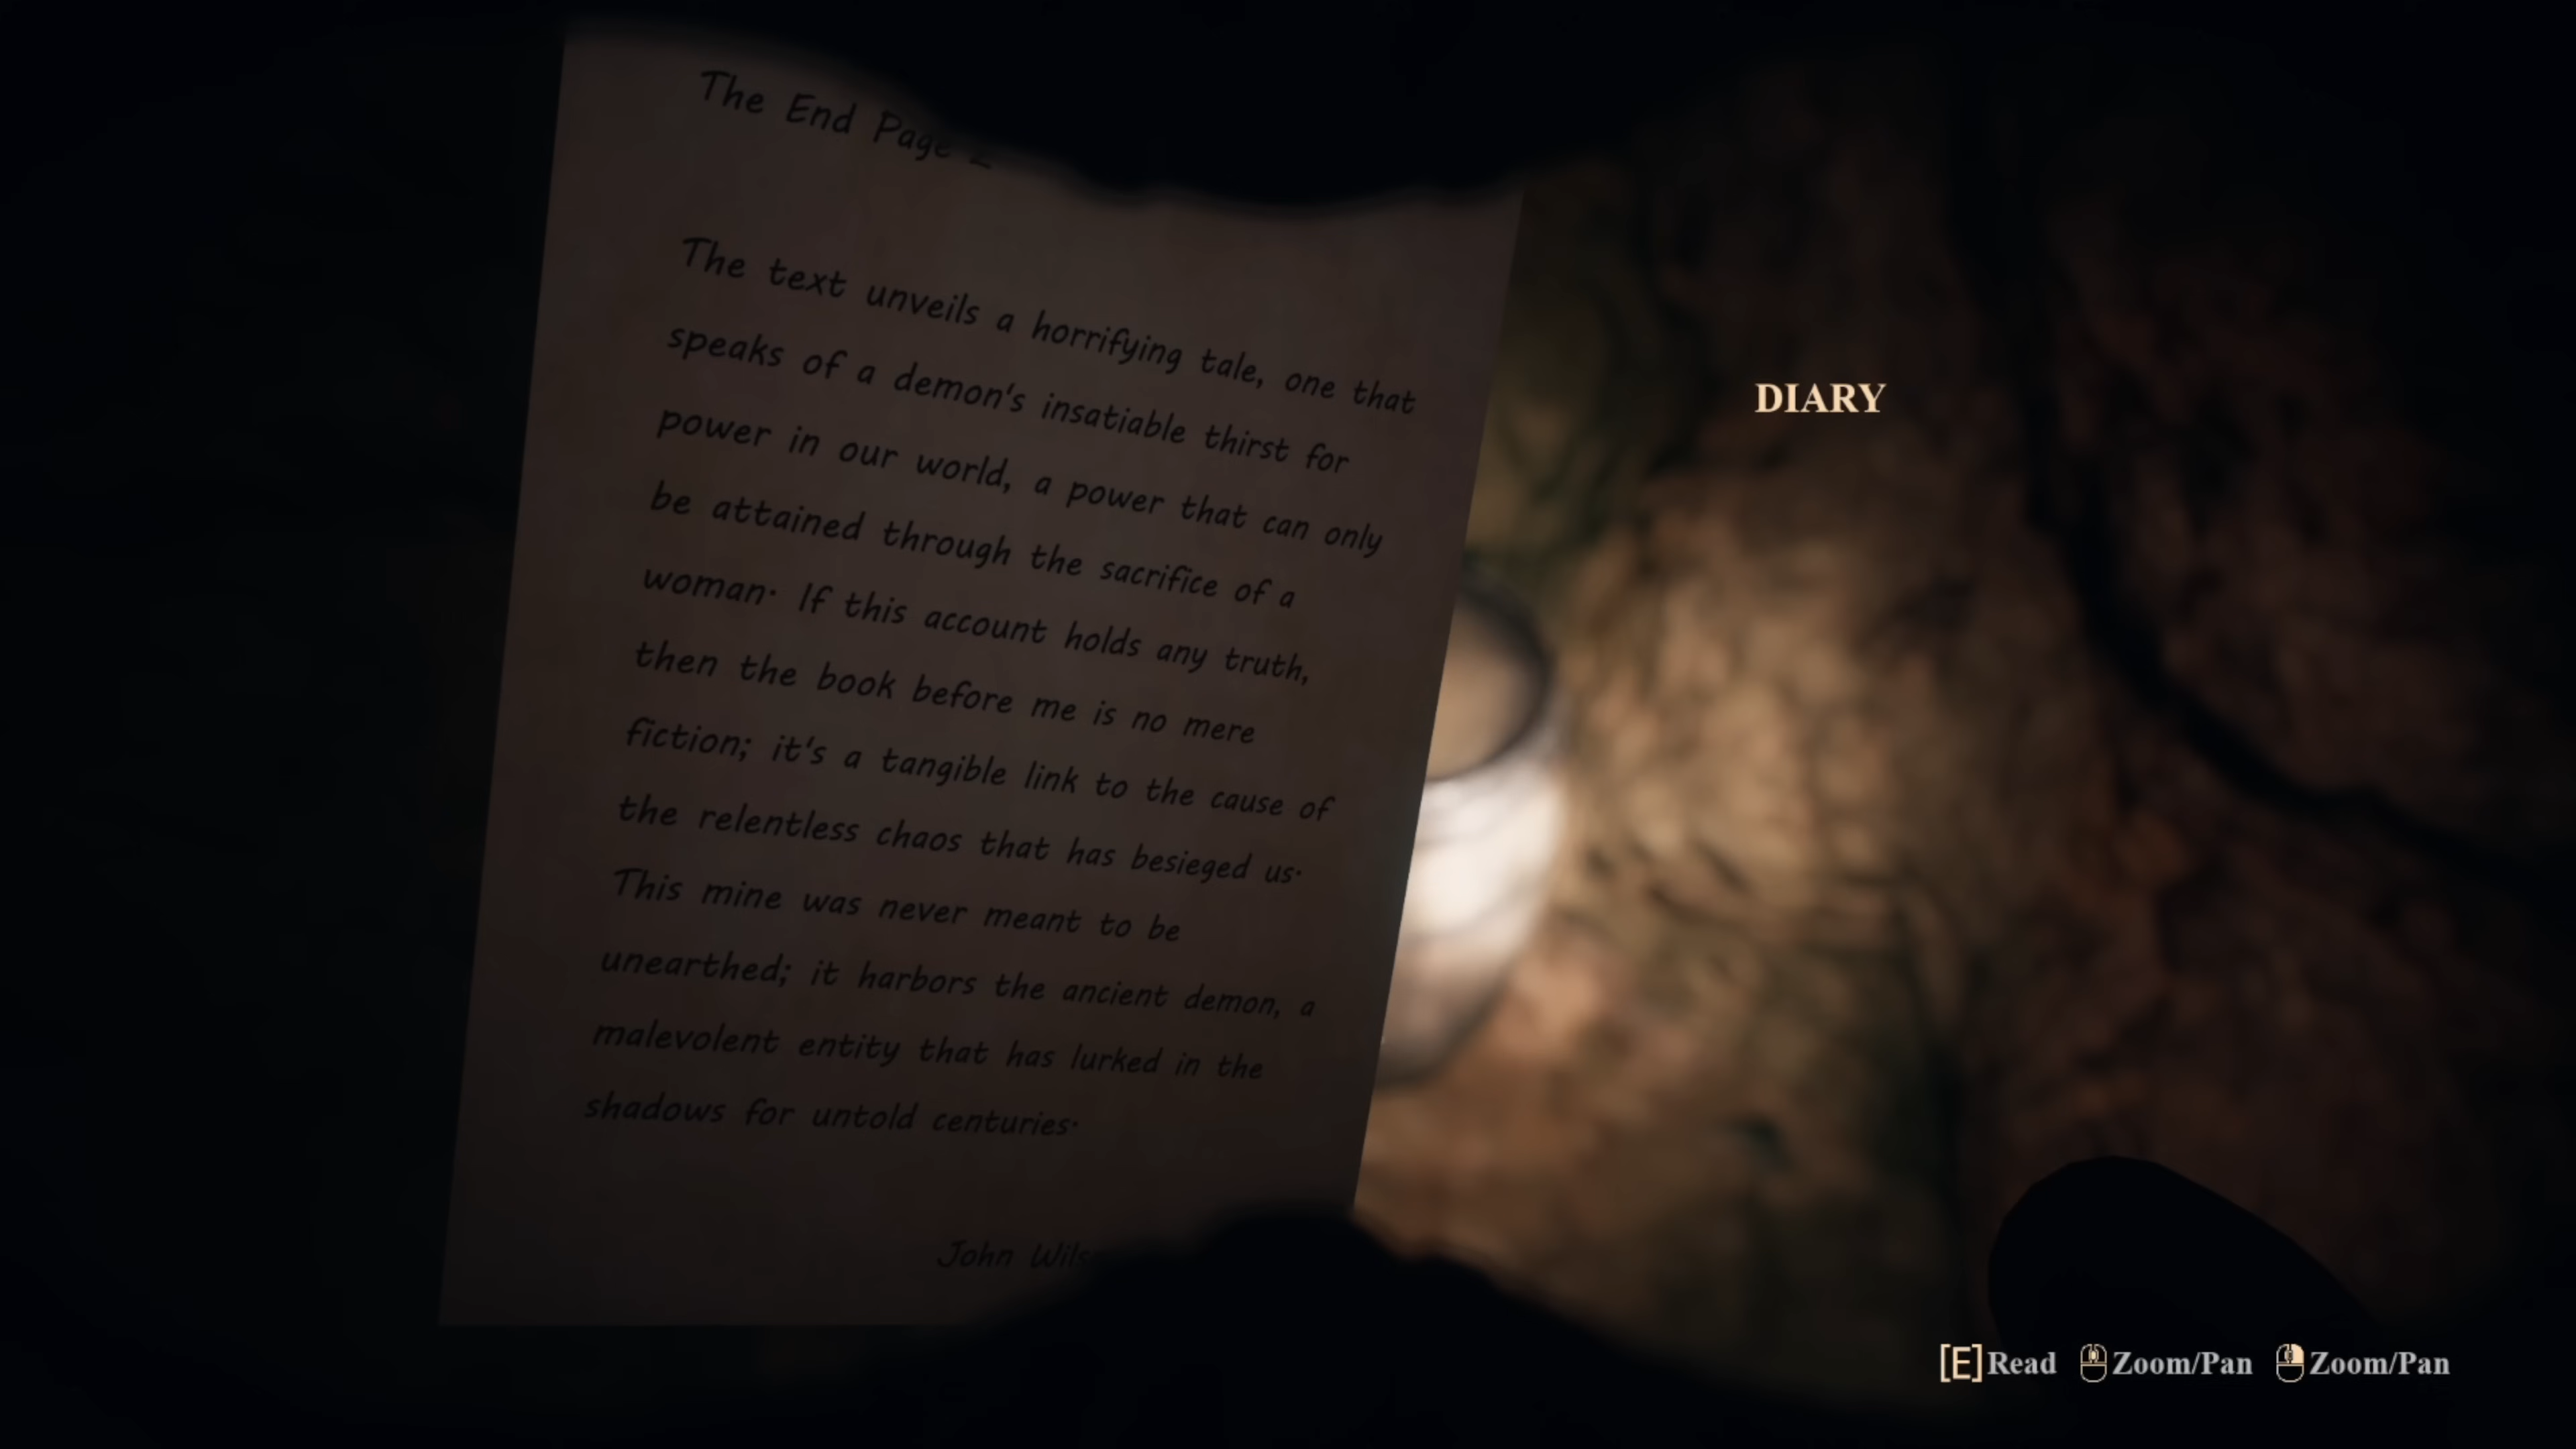 The End Page 2
The text unveils a horrifying tale, one that
speaks of a demon's insatiable thirst for
power in our world, a power that can only
be attained through the sacrifice of a
woman. If this account holds any truth,
then the book before me is no mere
fiction; it's a tangible link to the cause of
the relentless chaos that has besieged us.
This mine was never meant to be
unearthed; it harbors the ancient demon, a
malevolent entity that has lurked in the
shadows for untold centuries.
John
DIARY
[E] Read Zoom/Pan Zoom/Pan